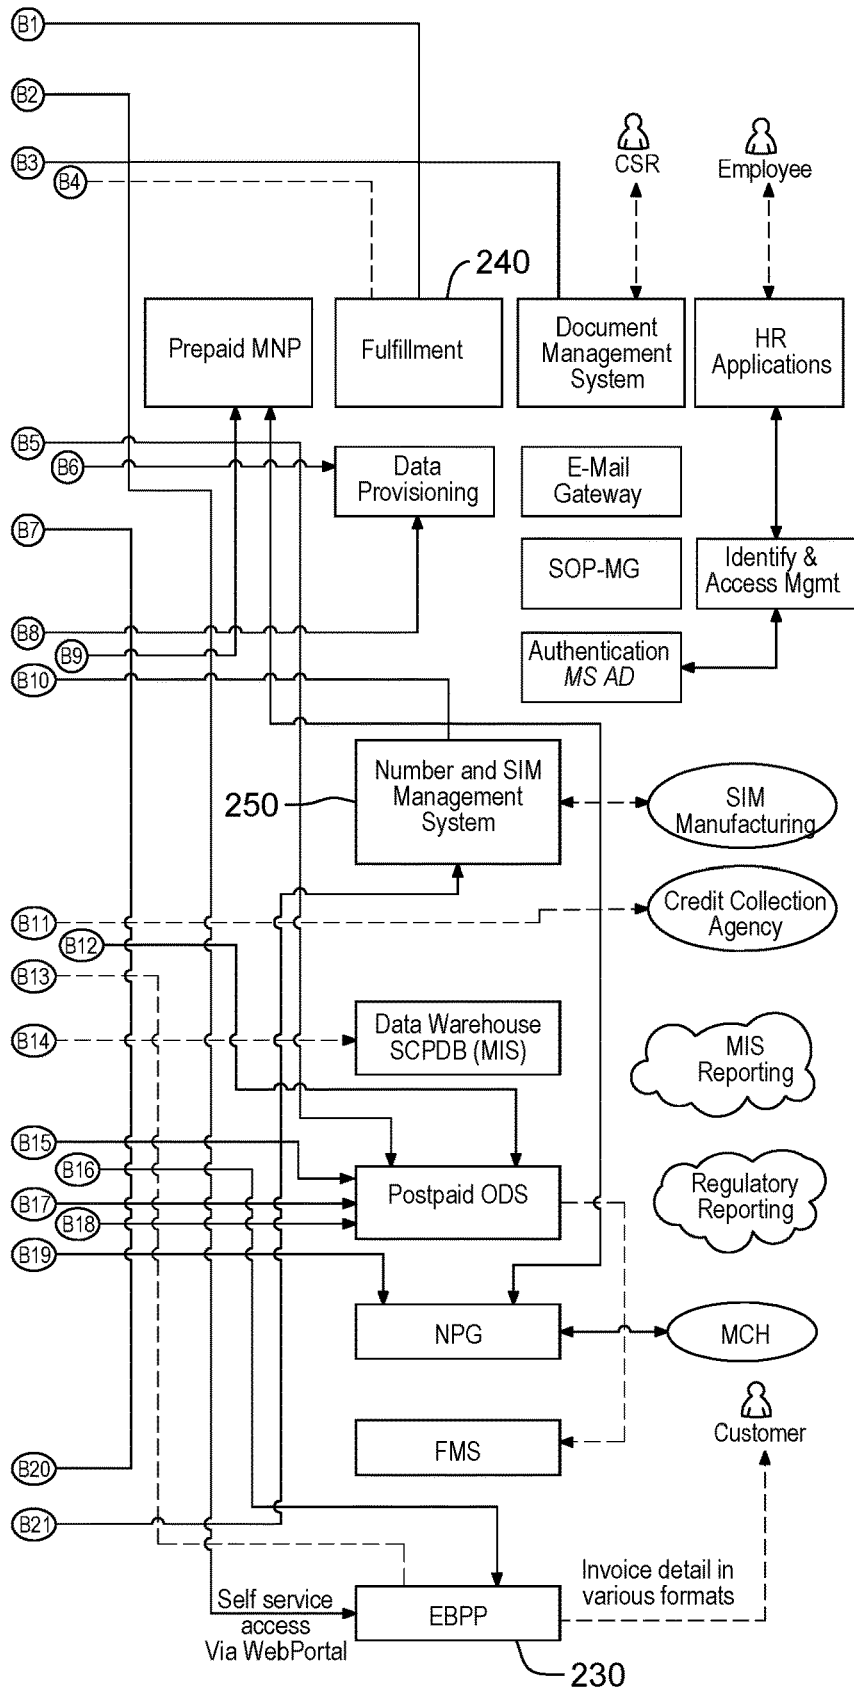 B1
B2
B3
B4
CSR
Employee
240
Prepaid MNP
Fulfillment
Document
Management
System
HR
Applications
B5
B6
Data
Provisioning
E-Mail
Gateway
B7
SOP-MG
Identify &
Access Mgmt
B8
B9
Authentication
MS AD
B10
Number and SIM
Management
System
250
SIM
Manufacturing
B11
Credit Collection
Agency
B12
B13
B14
Data Warehouse
SCPDB (MIS)
MIS
Reporting
B15
B16
B17
B18
Postpaid ODS
Regulatory
Reporting
B19
NPG
MCH
Customer
FMS
B20
B21
Invoice detail in
various formats
Self service
access
Via WebPortal
EBPP
230